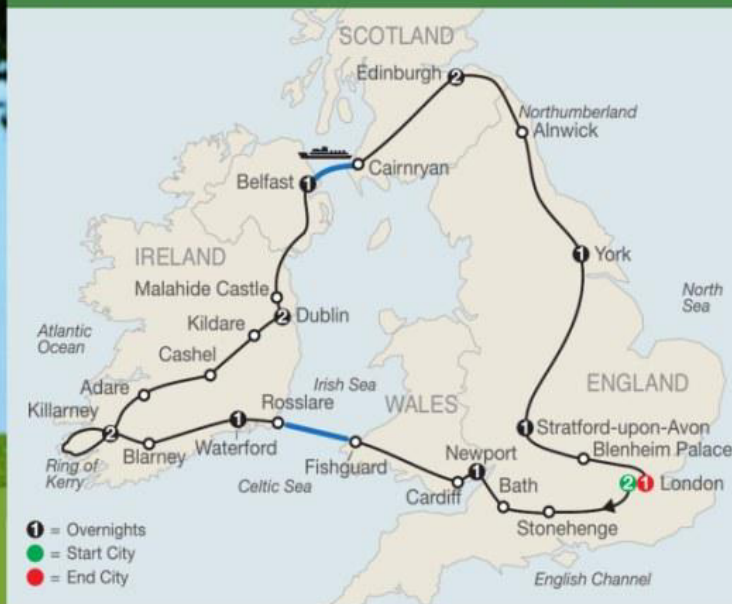 SCOTLAND
Edinburgh 2
Northumberland
Alnwick
Cairnryan
Belfast 1
IRELAND
1 York
Malahide Castle
North
Sea
2 Dublin
Kildare
Atlantic
Ocean
Cashel
Irish Sea
ENGLAND
Adare
WALES
Killarney 2
Rosslare
1 Stratford-upon-Avon
1
Waterford
Blarney
Ring of
Kerry
Fishguard
Newport 1
Blenheim Palace
Celtic Sea
Cardiff
Bath
2 1 London
Stonehenge
English Channel
1 = Overnights
= Start City
= End City